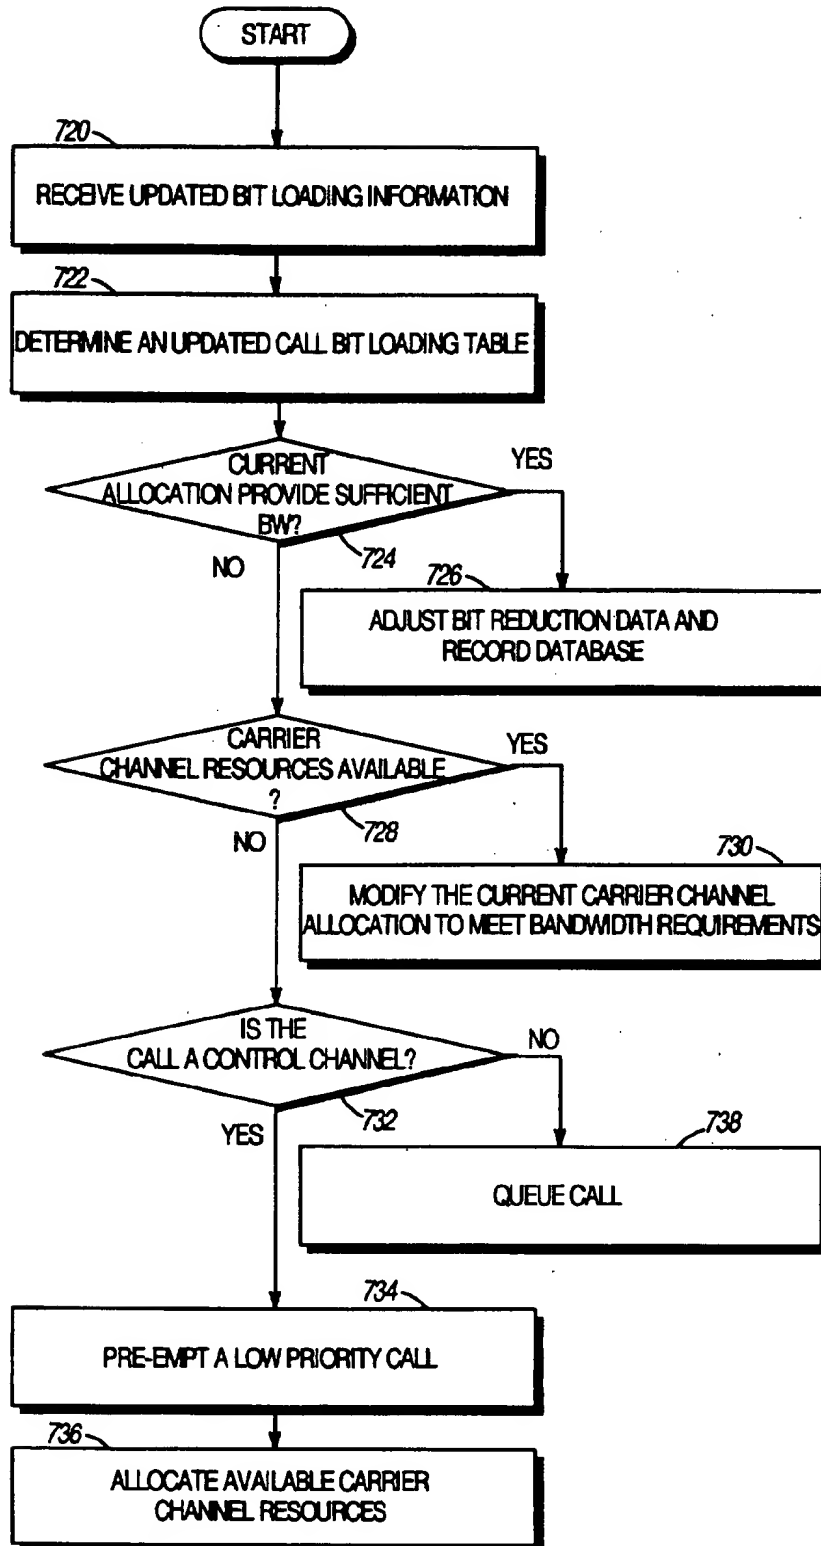 START
720
RECEIVE UPDATED BIT LOADING INFORMATION
722
DETERMINE AN UPDATED CALL BIT LOADING TABLE
CURRENT
ALLOCATION PROVIDE SUFFICIENT
BW?
YES
724
NO
726
ADJUST BIT REDUCTION DATA AND
RECORD DATABASE
CARRIER
CHANNEL RESOURCES AVAILABLE
?
YES
728
NO
730
MODIFY THE CURRENT CARRIER CHANNEL
ALLOCATION TO MEET BANDWIDTH REQUIREMENTS
IS THE
CALL A CONTROL CHANNEL?
NO
732
YES
738
QUEUE CALL
734
PRE-EMPT A LOW PRIORITY CALL
736
ALLOCATE AVAILABLE CARRIER
CHANNEL RESOURCES